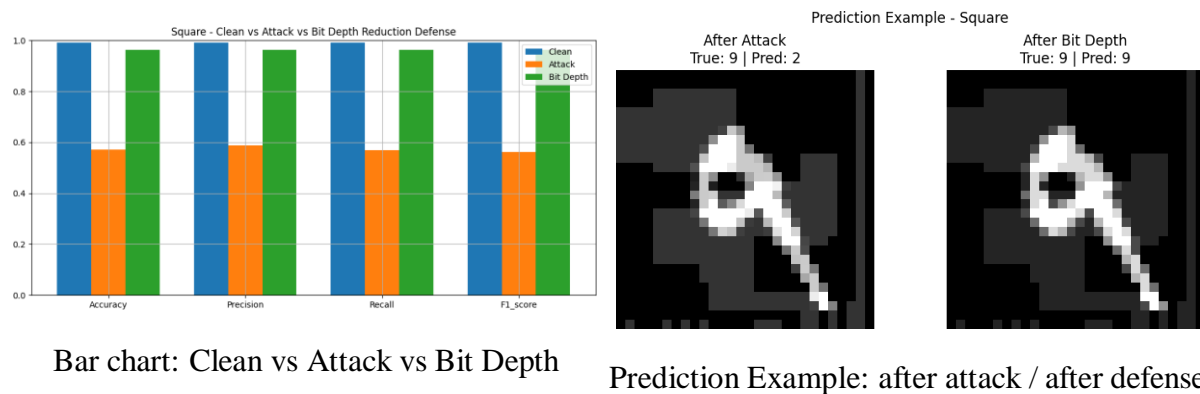 Square - Clean vs Attack vs Bit Depth Reduction Defense
1.0
0.8
0.6
0.4
0.2
0.0
Clean
Attack
Bit Depth
Accuracy
Precision
Recall
F1_score
Bar chart: Clean vs Attack vs Bit Depth
Prediction Example - Square
After Attack
True: 9 | Pred: 2
After Bit Depth
True: 9 | Pred: 9
Prediction Example: after attack / after defense